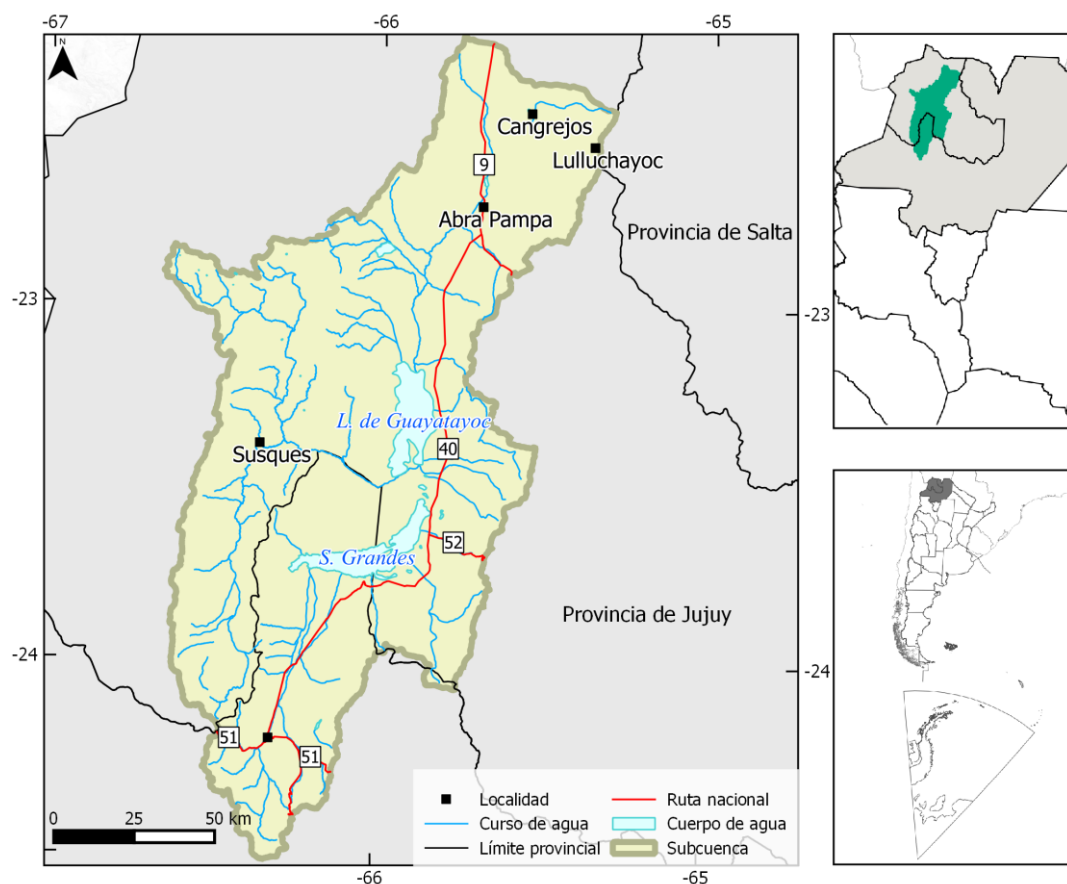 -67
-66
-65
N
Cangrejos
Lulluchayoc
9
Abra Pampa
Provincia de Salta
-23
-23
L. de Guayatayoc
Susques
40
52
S. Grandes
Provincia de Jujuy
-24
-24
51
51
0 25 50 km
Localidad
Ruta nacional
Curso de agua
Cuerpo de agua
Límite provincial
Subcuenca
-66
-65